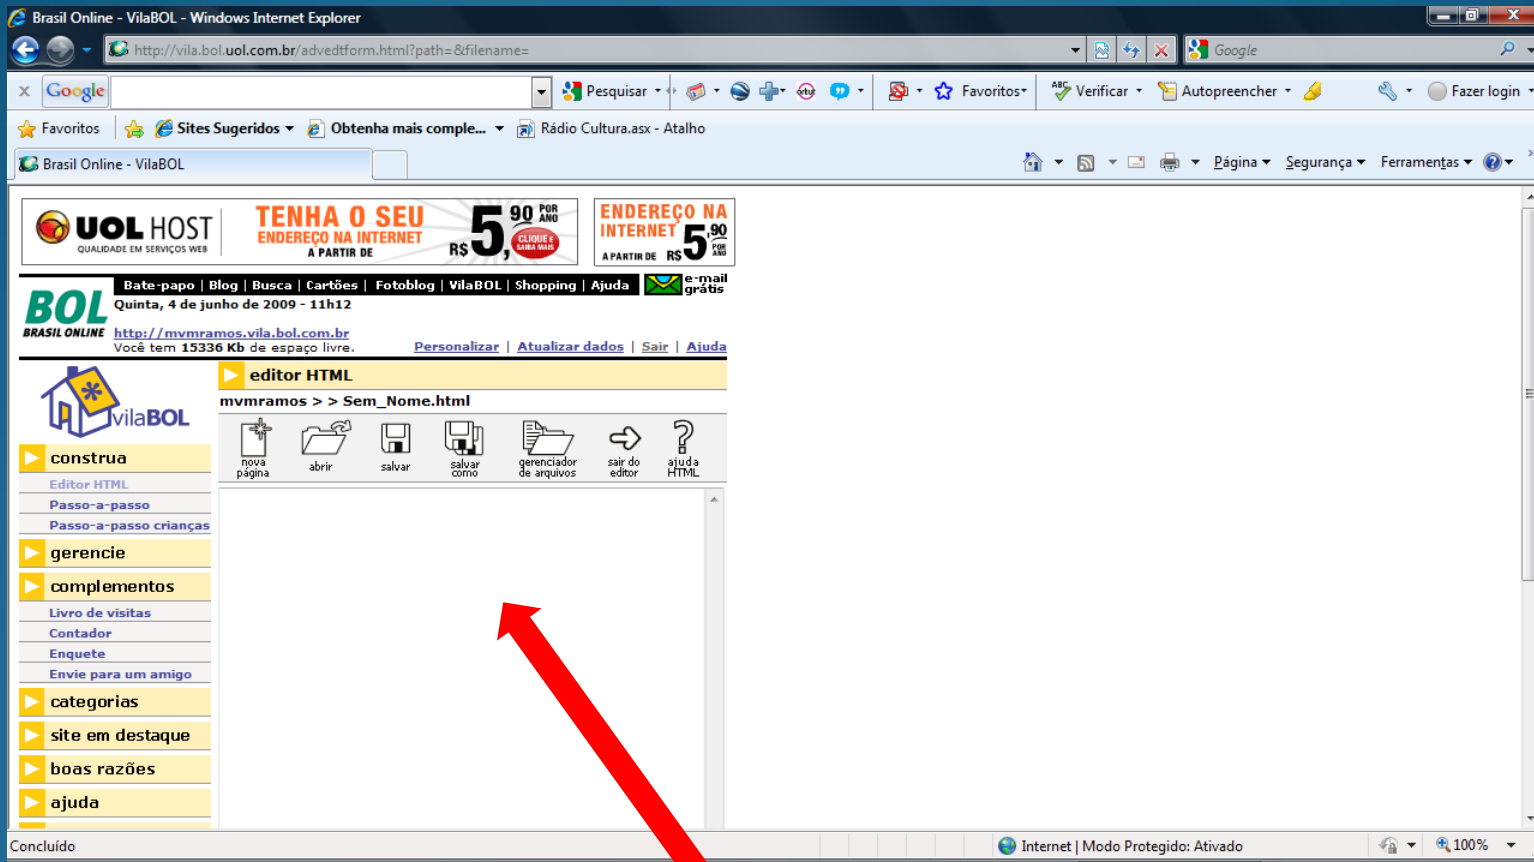 Brasil Online - VilaBOL - Windows Internet Explorer
http://vila.bol.uol.com.br/advedtform.html?path=&filename=
Google
x Google Pesquisar Favoritos ABC Verificar Autopreencher Fazer login
Favoritos Sites Sugeridos Obtenha mais comple... Rádio Cultura.asx - Atalho
Brasil Online - VilaBOL Página Segurança Ferramentas
UOL HOST
QUALIDADE EM SERVIÇOS WEB
TENHA O SEU
ENDEREÇO NA INTERNET
A PARTIR DE
R$ 5,90 POR ANO
CLIQUE E SAIBA MAIS
ENDEREÇO NA
INTERNET
A PARTIR DE R$ 5,90 POR ANO
Bate-papo | Blog | Busca | Cartões | Fotoblog | VilaBOL | Shopping | Ajuda
e-mail grátis
BOL
BRASIL ONLINE
Quinta, 4 de junho de 2009 - 11h12
http://mvmramos.vila.bol.com.br
Você tem 15336 Kb de espaço livre.
Personalizar | Atualizar dados | Sair | Ajuda
vilaBOL
editor HTML
mvmramos > > Sem_Nome.html
nova página
abrir
salvar
salvar como
gerenciador de arquivos
sair do editor
ajuda HTML
construa
Editor HTML
Passo-a-passo
Passo-a-passo crianças
gerencie
complementos
Livro de visitas
Contador
Enquete
Envie para um amigo
categorias
site em destaque
boas razões
ajuda
Concluído
Internet | Modo Protegido: Ativado
100%